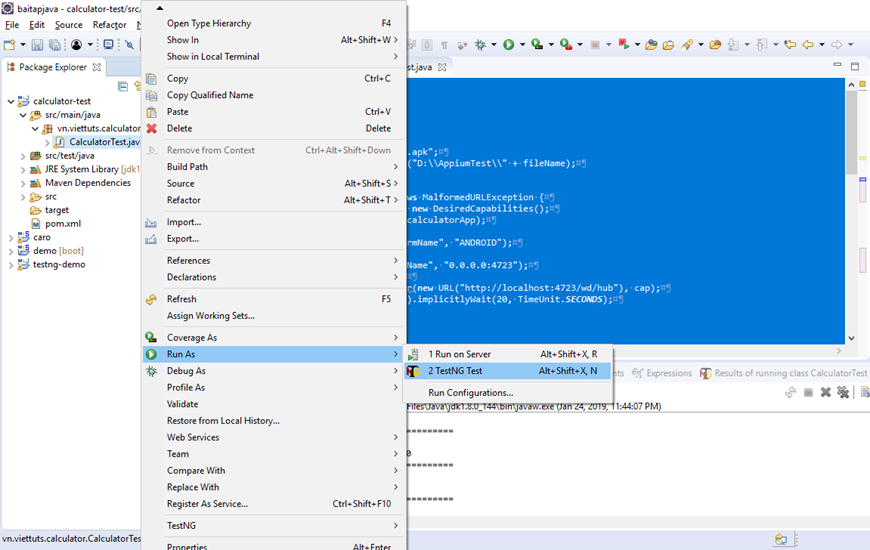 baitapjava - calculator-test/src/
File Edit Source Refactor N
Package Explorer
calculator-test
src/main/java
vn.viettuts.calculator
CalculatorTest.java
src/test/java
JRE System Library [jdk1
Maven Dependencies
src
target
pom.xml
caro
demo [boot]
testng-demo
vn.viettuts.calculator.CalculatorTes
Open Type Hierarchy F4
Show In Alt+Shift+W
Show in Local Terminal
Copy Ctrl+C
Copy Qualified Name
Paste Ctrl+V
Delete Delete
Remove from Context Ctrl+Alt+Shift+Down
Build Path
Source Alt+Shift+S
Refactor Alt+Shift+T
Import...
Export...
References
Declarations
Refresh F5
Assign Working Sets...
Coverage As
Run As
Debug As
Profile As
Validate
Restore from Local History...
Web Services
Team
Compare With
Replace With
Register As Service... Ctrl+Shift+F10
TestNG
Properties Alt+Enter
1 Run on Server Alt+Shift+X, R
2 TestNG Test Alt+Shift+X, N
Run Configurations...
st.java
.apk";¤¶
("D:\\AppiumTest\\" + fileName);
ws MalformedURLException {¤¶
new DesiredCapabilities();
calculatorApp);
rmName", "ANDROID");¶
Name", "0.0.0.0:4723");¶
(new URL("http://localhost:4723/wd/hub"), cap);
).implicitlyWait(20, TimeUnit.SECONDS);¶
nts Expressions Results of running class CalculatorTest
Files\Java\jdk1.8.0_144\bin\javaw.exe (Jan 24, 2019, 11:44:07 PM)
=========
0
=========
=========